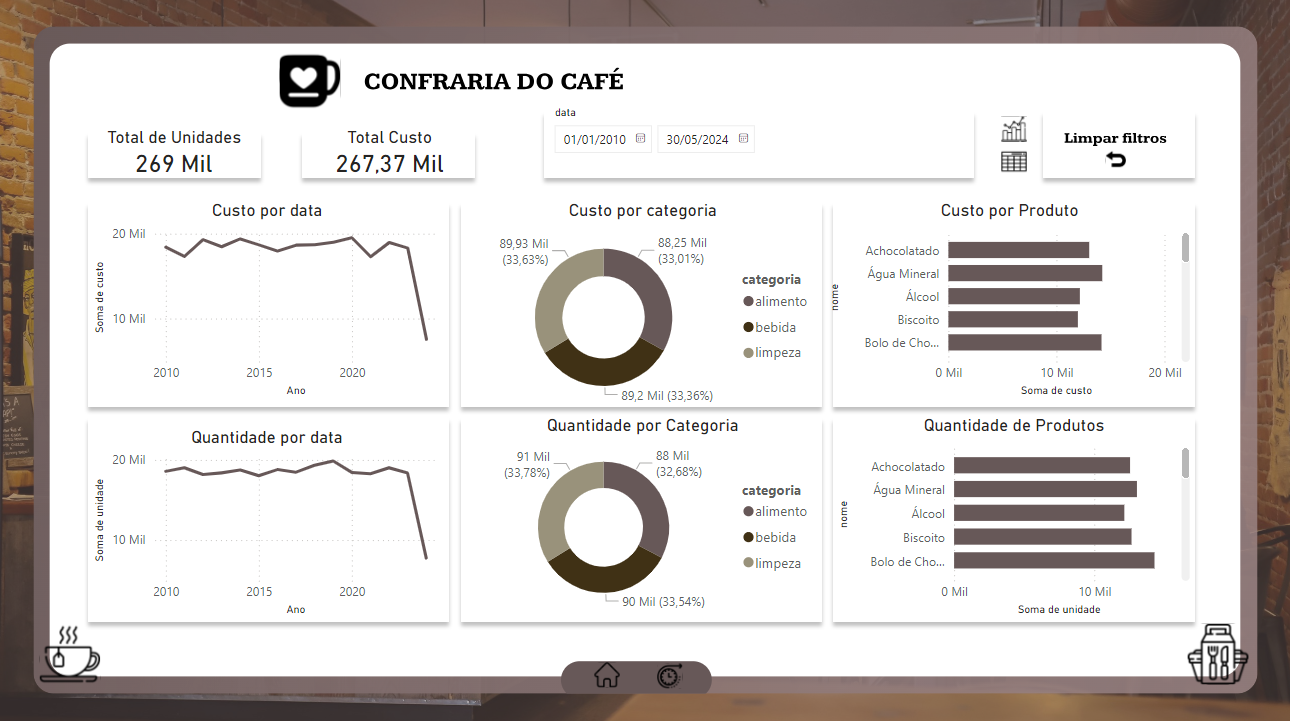 CONFRARIA DO CAFÉ
Total de Unidades
269 Mil
Total Custo
267,37 Mil
data
01/01/2010
30/05/2024
Limpar filtros
Custo por data
Soma de custo
20 Mil
10 Mil
2010
2015
2020
Ano
Custo por categoria
89,93 Mil
(33,63%)
88,25 Mil
(33,01%)
89,2 Mil (33,36%)
categoria
alimento
bebida
limpeza
Custo por Produto
nome
Achocolatado
Água Mineral
Álcool
Biscoito
Bolo de Cho...
0 Mil
10 Mil
20 Mil
Soma de custo
Quantidade por data
Soma de unidade
20 Mil
10 Mil
2010
2015
2020
Ano
Quantidade por Categoria
91 Mil
(33,78%)
88 Mil
(32,68%)
90 Mil (33,54%)
categoria
alimento
bebida
limpeza
Quantidade de Produtos
nome
Achocolatado
Água Mineral
Álcool
Biscoito
Bolo de Cho...
0 Mil
10 Mil
Soma de unidade